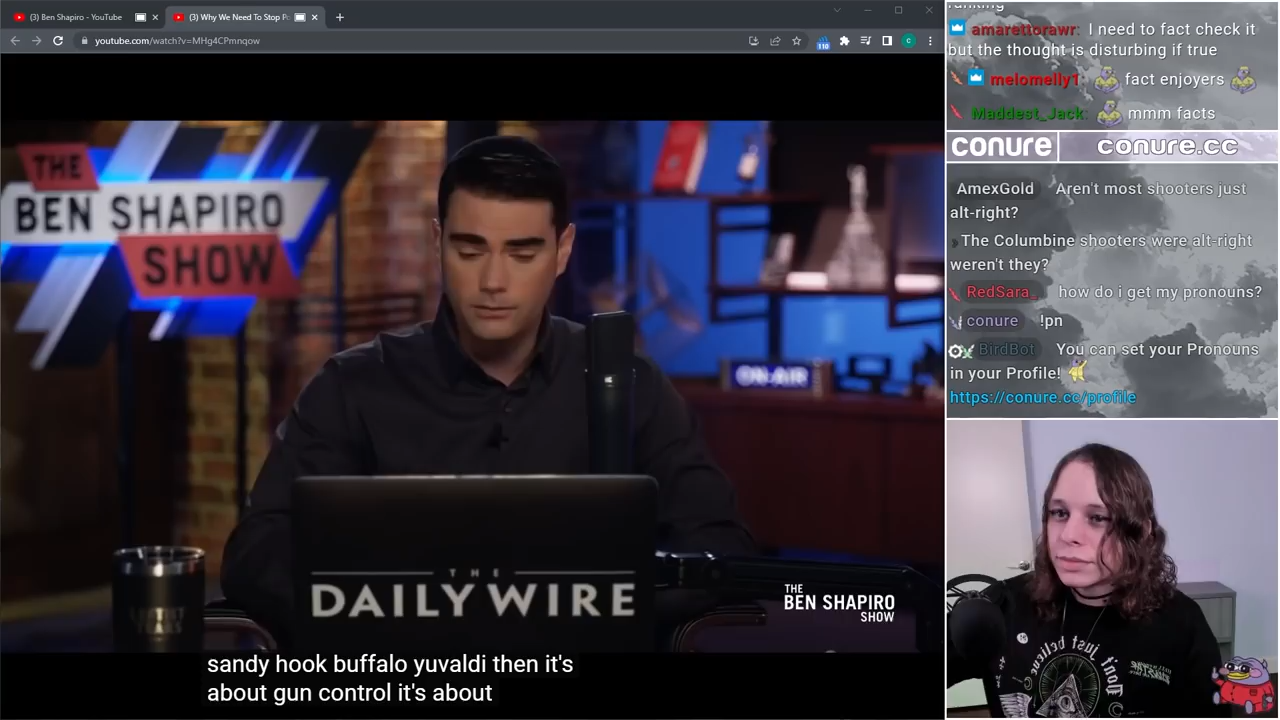 (3) Ben Shapiro - YouTube
(3) Why We Need To Stop Po
youtube.com/watch?v=MHg4CPmnqow
110
C
THE
BEN SHAPIRO
SHOW
ON-AIR
THE
DAILYWIRE
THE
BEN SHAPIRO
SHOW
sandy hook buffalo yuvaldi then it's
about gun control it's about
ranking
amarettorawr: I need to fact check it
but the thought is disturbing if true
melomelly1: fact enjoyers
Maddest_Jack: mmm facts
conure
conure.cc
AmexGold Aren't most shooters just
alt-right?
The Columbine shooters were alt-right
weren't they?
RedSara_ how do i get my pronouns?
conure !pn
BirdBot You can set your Pronouns
in your Profile!
https://conure.cc/profile